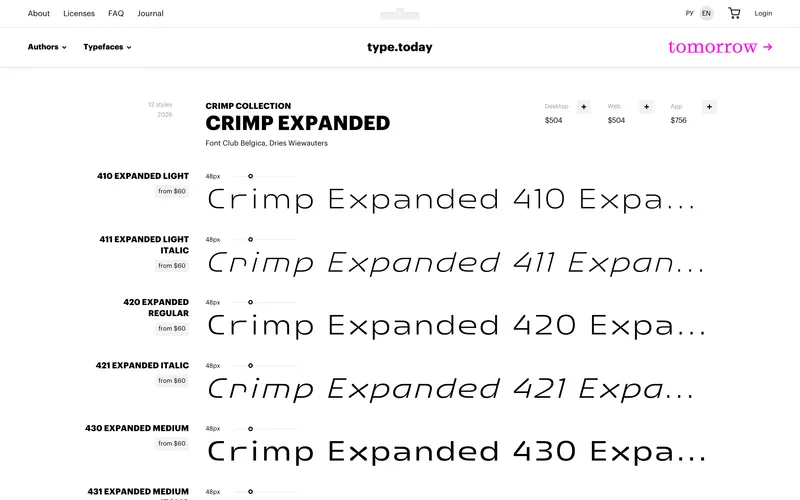 About Licenses FAQ Journal РУ EN Login
Authors Typefaces type.today tomorrow →
12 styles
2026
CRIMP COLLECTION
CRIMP EXPANDED
Font Club Belgica, Dries Wiewauters
Desktop + Web + App +
$504 $504 $756
410 EXPANDED LIGHT
from $60
48px
Crimp Expanded 410 Expa...
411 EXPANDED LIGHT
ITALIC
from $60
48px
Crimp Expanded 411 Expan...
420 EXPANDED
REGULAR
from $60
48px
Crimp Expanded 420 Expa...
421 EXPANDED ITALIC
from $60
48px
Crimp Expanded 421 Expa...
430 EXPANDED MEDIUM
from $60
48px
Crimp Expanded 430 Expa...
431 EXPANDED MEDIUM
ITALIC
48px